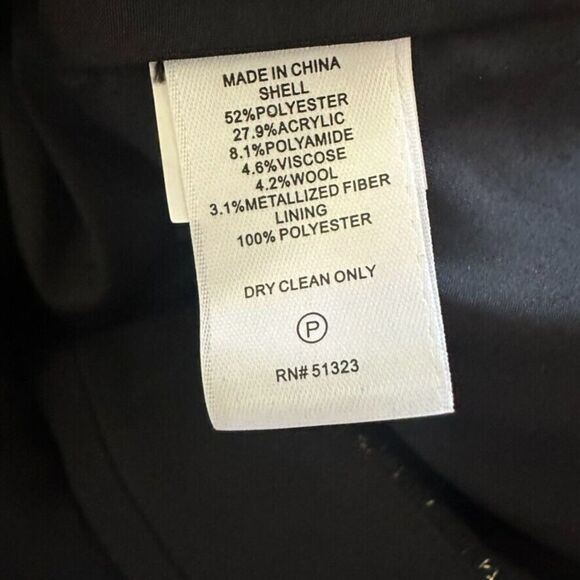 MADE IN CHINA
SHELL
52%POLYESTER
27.9%ACRYLIC
8.1%POLYAMIDE
4.6%VISCOSE
4.2%WOOL
3.1%METALLIZED FIBER
LINING
100% POLYESTER
DRY CLEAN ONLY
P
RN# 51323